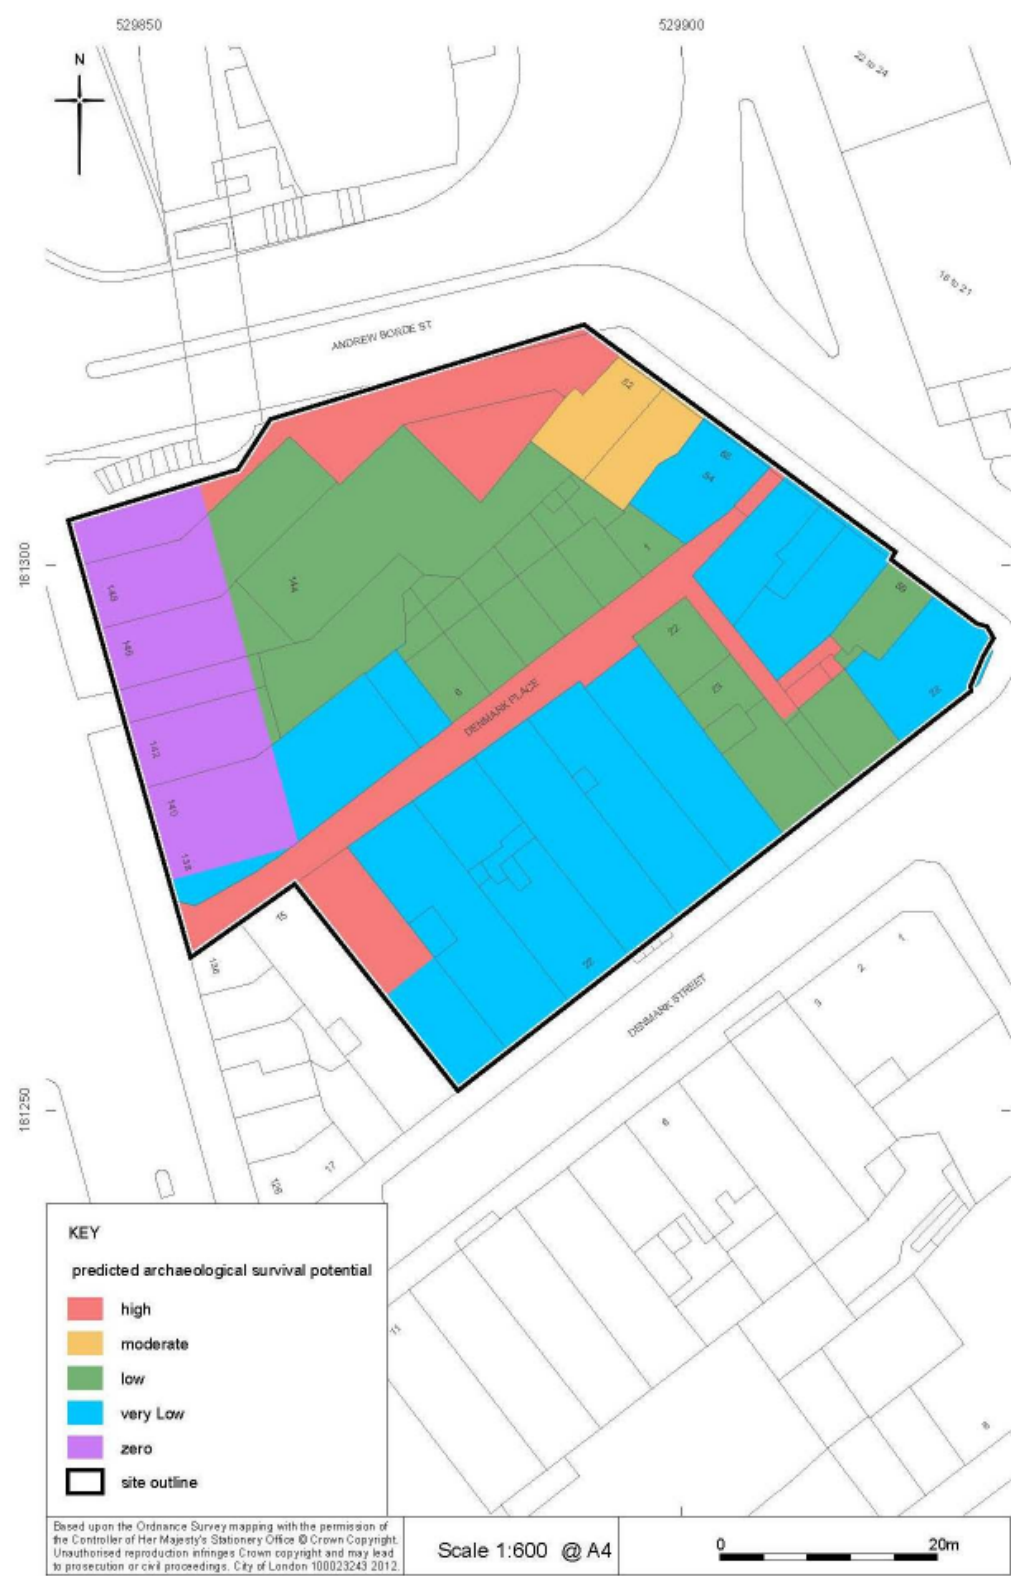 529850
529900
N
22 to 24
16 to 21
ANDREW BORDE ST
52
60
54
161300
148
144
1
59
146
22
6
23
DENMARK PLACE
142
140
138
15
136
22
DENMARK STREET
1
2
3
161250
6
17
126
KEY
predicted archaeological survival potential
high
11
moderate
low
very Low
8
zero
site outline
Based upon the Ordnance Survey mapping with the permission of
the Controller of Her Majesty's Stationery Office © Crown Copyright.
Unauthorised reproduction infringes Crown copyright and may lead
to prosecution or civil proceedings. City of London 100023243 2012.
Scale 1:600 @ A4
0
20m